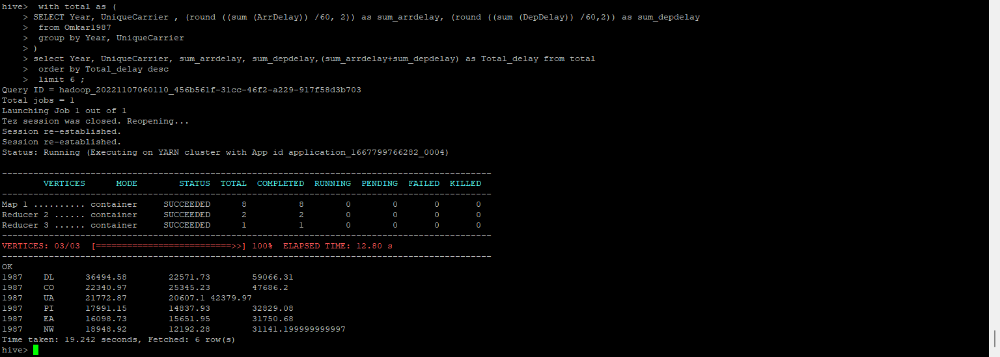 hive>  with total as (
    > SELECT Year, UniqueCarrier , (round ((sum (ArrDelay)) /60, 2)) as sum_arrdelay, (round ((sum (DepDelay)) /60,2)) as sum_depdelay
    >  from Omkar1987
    >  group by Year, UniqueCarrier
    > )
    > select Year, UniqueCarrier, sum_arrdelay, sum_depdelay,(sum_arrdelay+sum_depdelay) as Total_delay from total
    >  order by Total_delay desc
    >  limit 6 ;
Query ID = hadoop_20221107060110_456b561f-31cc-46f2-a229-917f58d3b703
Total jobs = 1
Launching Job 1 out of 1
Tez session was closed. Reopening...
Session re-established.
Session re-established.
Status: Running (Executing on YARN cluster with App id application_1667799766282_0004)
----------------------------------------------------------------------------------------------
        VERTICES      MODE        STATUS  TOTAL  COMPLETED  RUNNING  PENDING  FAILED  KILLED
----------------------------------------------------------------------------------------------
Map 1 .......... container     SUCCEEDED      8          8        0        0       0       0
Reducer 2 ...... container     SUCCEEDED      2          2        0        0       0       0
Reducer 3 ...... container     SUCCEEDED      1          1        0        0       0       0
----------------------------------------------------------------------------------------------
VERTICES: 03/03  [==========================>>] 100%  ELAPSED TIME: 12.80 s
----------------------------------------------------------------------------------------------
OK
1987    DL      36494.58        22571.73        59066.31
1987    CO      22340.97        25345.23        47686.2
1987    UA      21772.87        20607.1 42379.97
1987    PI      17991.15        14837.93        32829.08
1987    EA      16098.73        15651.95        31750.68
1987    NW      18948.92        12192.28        31141.199999999997
Time taken: 19.242 seconds, Fetched: 6 row(s)
hive>